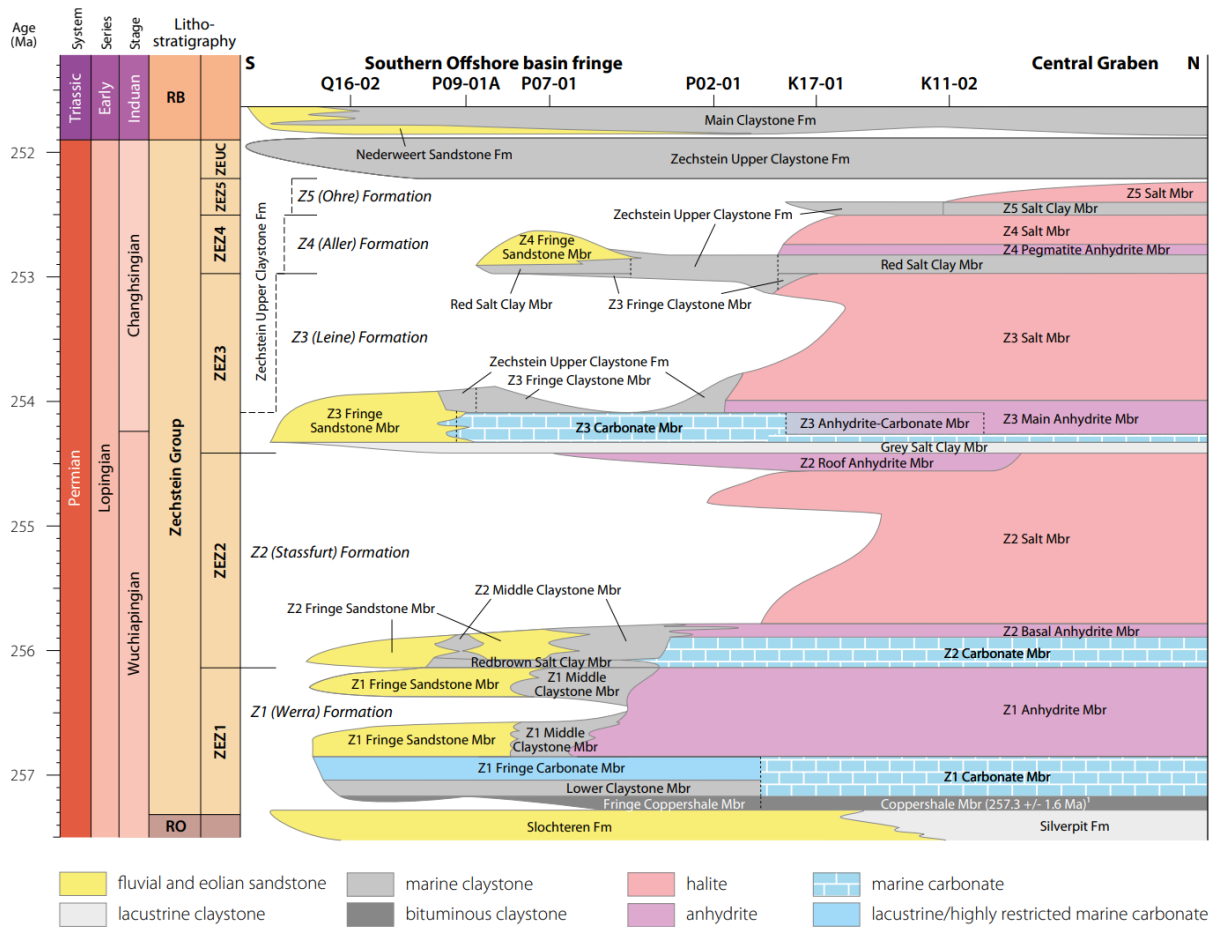 Age
(Ma)
System
Series
Stage
Litho-
stratigraphy
S
Southern Offshore basin fringe
Central Graben
N
Q16-02
P09-01A
P07-01
P02-01
K17-01
K11-02
Triassic
Early
Induan
RB
Main Claystone Fm
Nederweert Sandstone Fm
252
ZEUC
Zechstein Upper Claystone Fm
ZEZ5
Z5 (Ohre) Formation
Z5 Salt Mbr
Zechstein Upper Claystone Fm
Z5 Salt Clay Mbr
ZEZ4
Z4 (Aller) Formation
Z4 Fringe
Sandstone Mbr
Z4 Salt Mbr
Z4 Pegmatite Anhydrite Mbr
Red Salt Clay Mbr
253
Red Salt Clay Mbr
Z3 Fringe Claystone Mbr
Zechstein Upper Claystone Fm
Changhsingian
ZEZ3
Z3 (Leine) Formation
Z3 Salt Mbr
Zechstein Upper Claystone Fm
Z3 Fringe Claystone Mbr
254
Z3 Fringe
Sandstone Mbr
Z3 Carbonate Mbr
Z3 Anhydrite-Carbonate Mbr
Z3 Main Anhydrite Mbr
Grey Salt Clay Mbr
Z2 Roof Anhydrite Mbr
Permian
Lopingian
Zechstein Group
255
ZEZ2
Z2 (Stassfurt) Formation
Z2 Salt Mbr
Wuchiapingian
Z2 Middle Claystone Mbr
Z2 Fringe Sandstone Mbr
Z2 Basal Anhydrite Mbr
256
Redbrown Salt Clay Mbr
Z2 Carbonate Mbr
Z1 Fringe Sandstone Mbr
Z1 Middle
Claystone Mbr
ZEZ1
Z1 (Werra) Formation
Z1 Anhydrite Mbr
Z1 Fringe Sandstone Mbr
Z1 Middle
Claystone Mbr
257
Z1 Fringe Carbonate Mbr
Z1 Carbonate Mbr
Lower Claystone Mbr
Fringe Coppershale Mbr
Coppershale Mbr (257.3 +/- 1.6 Ma)¹
RO
Slochteren Fm
Silverpit Fm
fluvial and eolian sandstone
marine claystone
halite
marine carbonate
lacustrine claystone
bituminous claystone
anhydrite
lacustrine/highly restricted marine carbonate